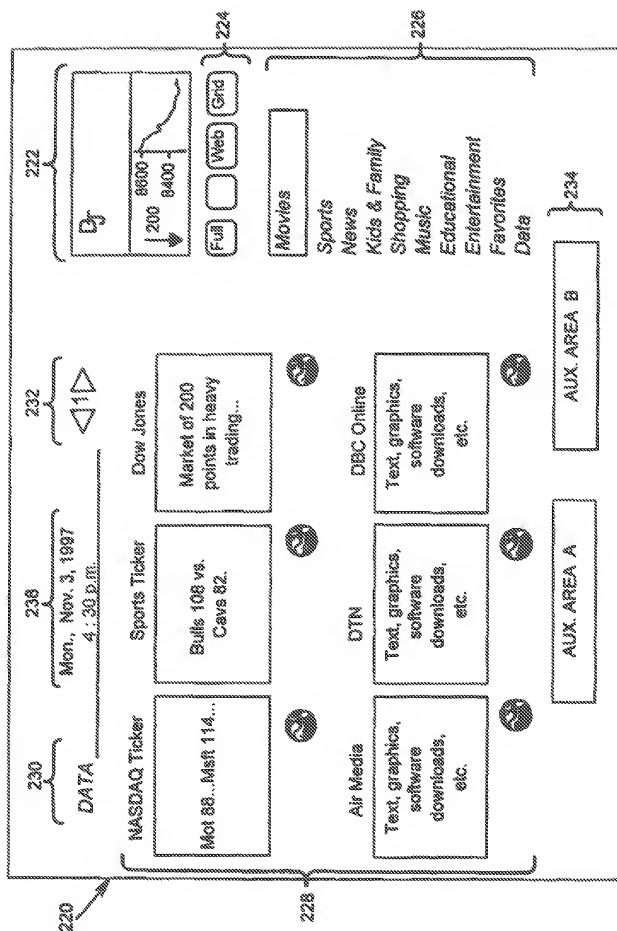 220
230
232
222
DATA
Mon., Nov. 3, 1997
4 : 30 p.m.
1
DJ
200
8600
8400
224
Full
Web
Grid
NASDAQ Ticker
Sports Ticker
Dow Jones
Mot 88...Msft 114...
Bulls 108 vs.
Cavs 82.
Market of 200
points in heavy
trading...
228
Air Media
DTN
DBC Online
Text, graphics,
software
downloads,
etc.
Text, graphics,
software
downloads,
etc.
Text, graphics,
software
downloads,
etc.
Movies
Sports
News
Kids & Family
Shopping
Music
Educational
Entertainment
Favorites
Data
226
AUX. AREA A
AUX. AREA B
234